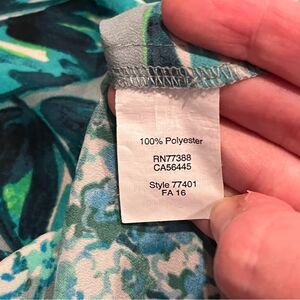 100% Polyester
RN77388
CA56445
Style 77401
FA 16